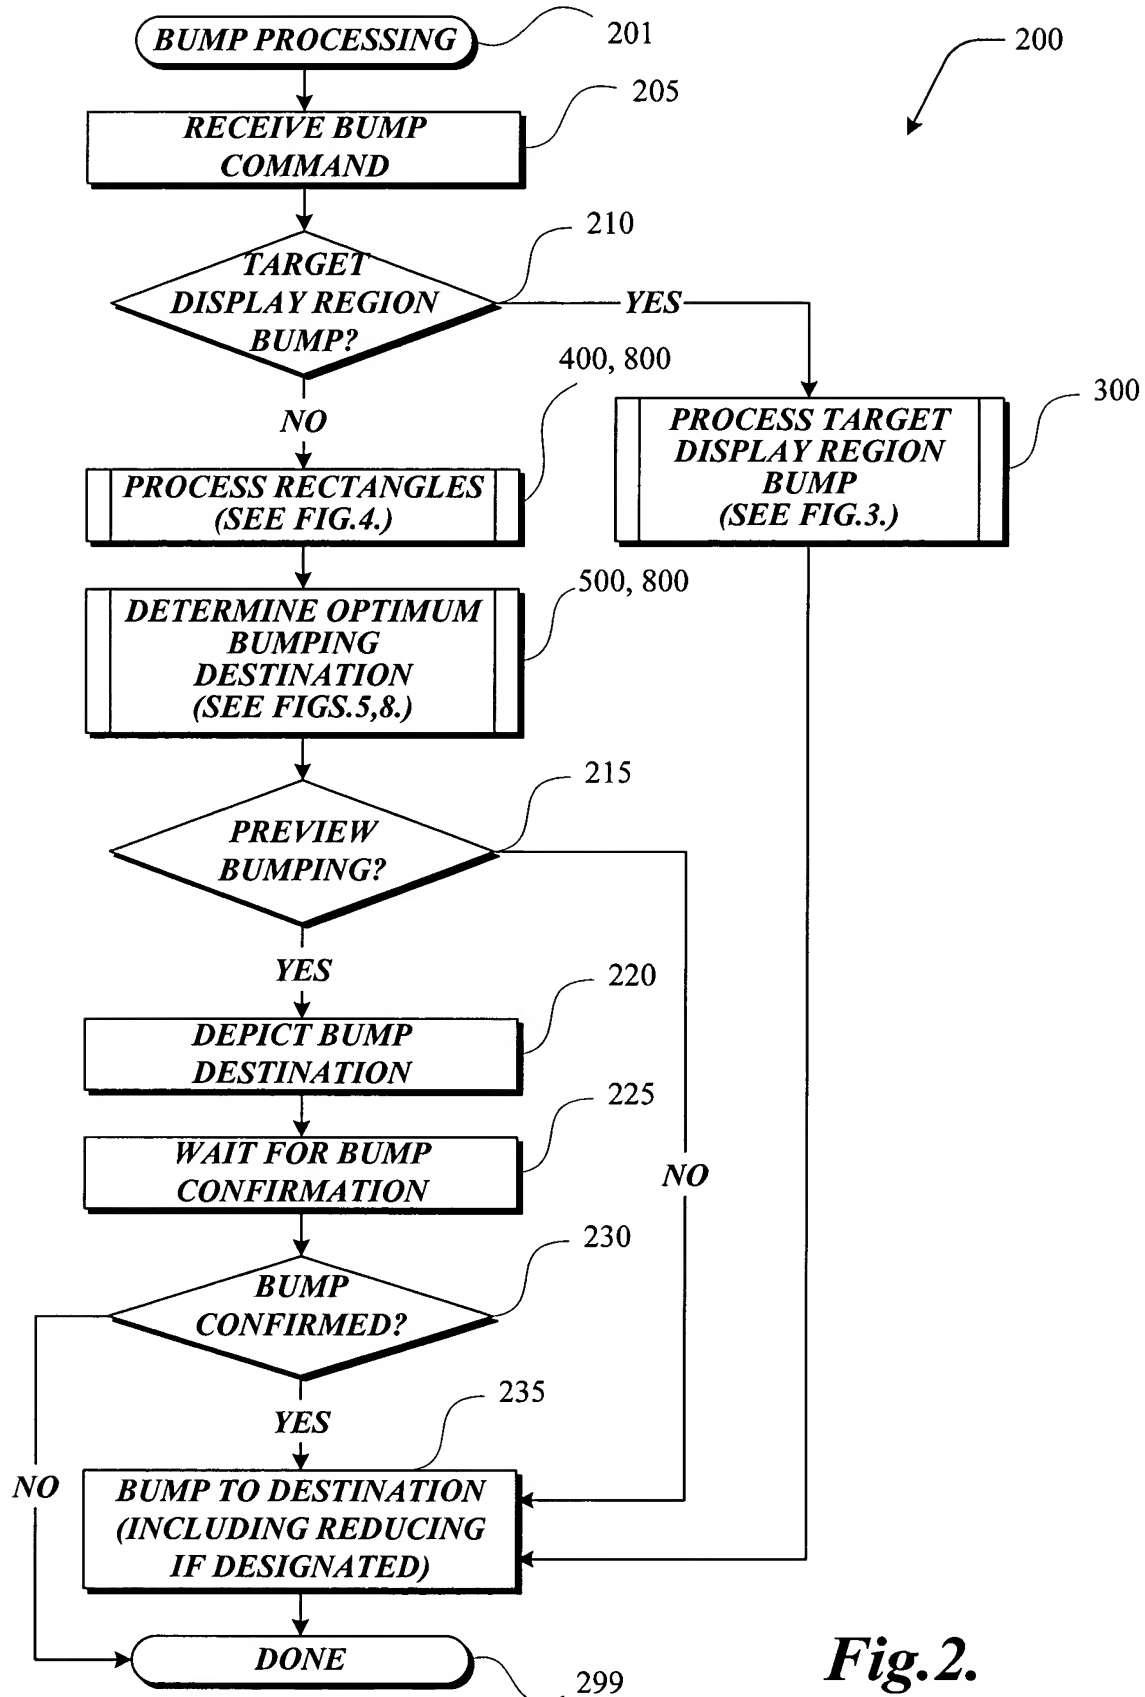 BUMP PROCESSING
201
200
205
RECEIVE BUMP
COMMAND
210
TARGET
DISPLAY REGION
BUMP?
YES
NO
400, 800
300
PROCESS RECTANGLES
(SEE FIG.4.)
PROCESS TARGET
DISPLAY REGION
BUMP
(SEE FIG.3.)
500, 800
DETERMINE OPTIMUM
BUMPING
DESTINATION
(SEE FIGS.5,8.)
215
PREVIEW
BUMPING?
YES
NO
220
DEPICT BUMP
DESTINATION
225
WAIT FOR BUMP
CONFIRMATION
230
BUMP
CONFIRMED?
YES
NO
235
BUMP TO DESTINATION
(INCLUDING REDUCING
IF DESIGNATED)
DONE
299
Fig.2.